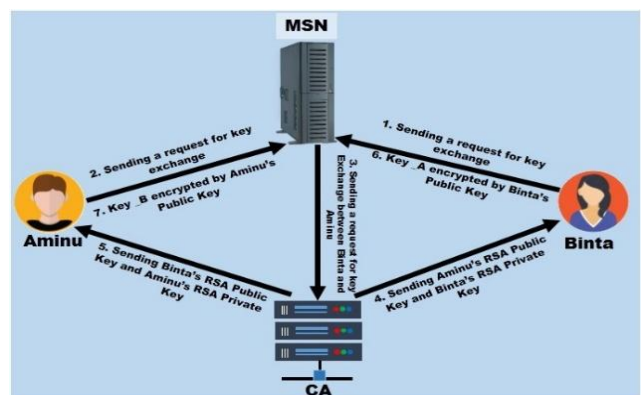 MSN
1. Sending a request for key
exchange
6. Key _A encrypted by Binta's
Public Key
2. Sending a request for key
exchange
7. Key _B encrypted by Aminu's
Public Key
3. Sending a request for key
Exchange between Binta and
Aminu
Aminu
Binta
5. Sending Binta's RSA Public
Key and Aminu's RSA Private
Key
4. Sending Aminu's RSA Public
Key and Binta's RSA Private
Key
CA